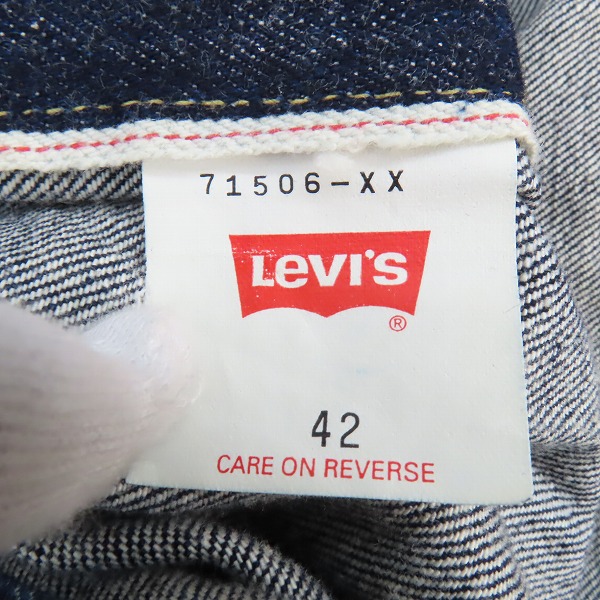 71506-XX
Levi's
®
42
CARE ON REVERSE